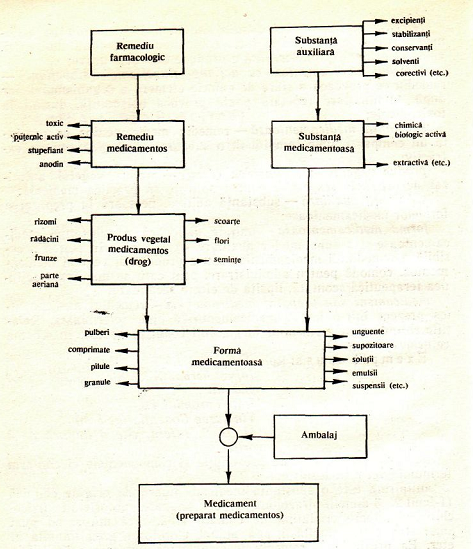 Remediu
farmologic
Substanță
auxiliară
excipienți
stabilizanți
conservanți
solvenți
corectivi (etc.)
toxic
puternic activ
stupefiant
anodin
Remediu
medicamentos
Substanță
medicamentoasă
chimică
biologic activă
extractivă (etc.)
rizomi
rădăcini
frunze
parte
aeriană
Produs vegetal
medicamentos
(drog)
scoarțe
flori
semințe
pulberi
comprimate
pilule
granule
Formă
medicamentoasă
unguente
supozitoare
soluții
emulsii
suspensii (etc.)
Ambalaj
Medicament
(preparat medicamentos)